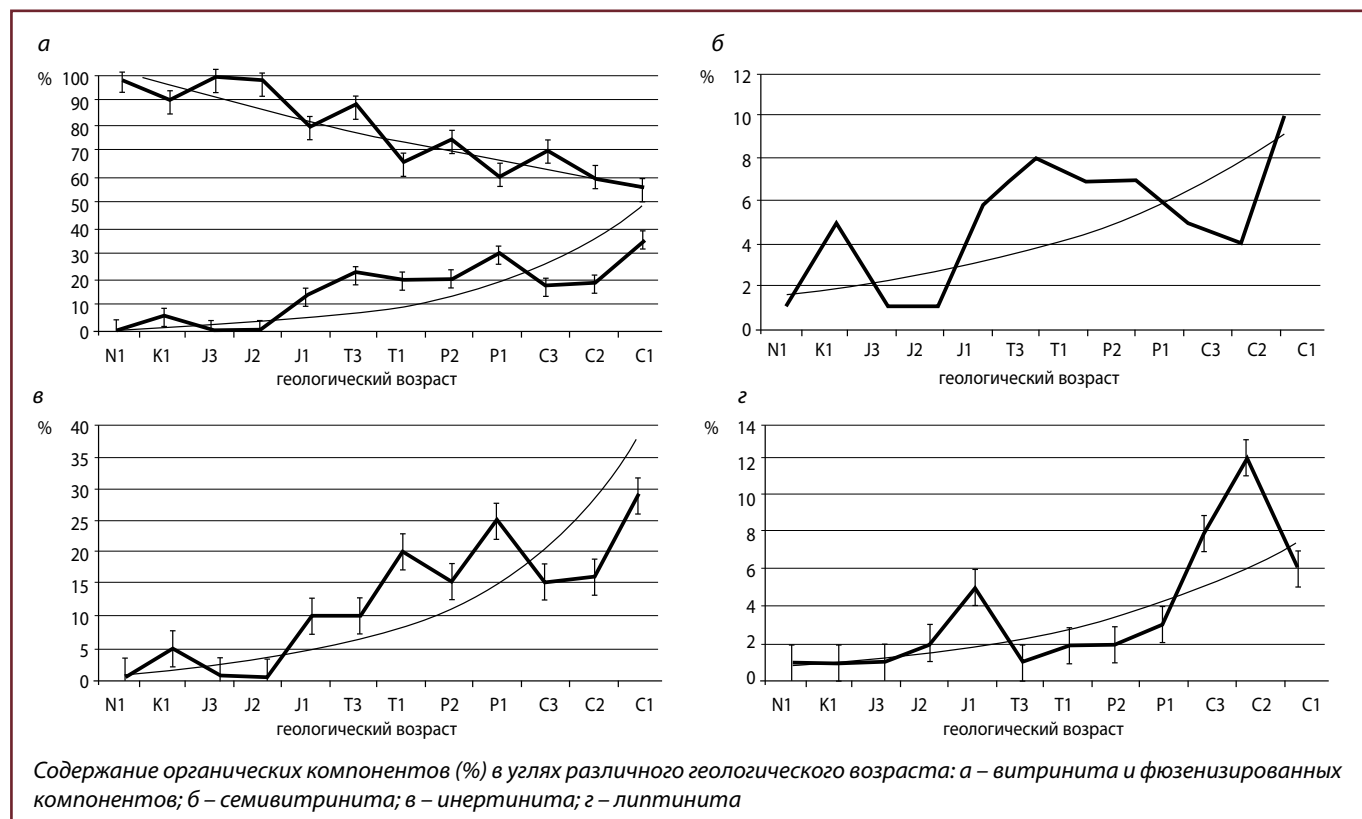 а
%
100
90
80
70
60
50
40
30
20
10
0
N1 K1 J3 J2 J1 T3 T1 P2 P1 C3 C2 C1
геологический возраст
б
%
12
10
8
6
4
2
0
N1 K1 J3 J2 J1 T3 T1 P2 P1 C3 C2 C1
геологический возраст
в
%
40
35
30
25
20
15
10
5
0
N1 K1 J3 J2 J1 T3 T1 P2 P1 C3 C2 C1
геологический возраст
г
%
14
12
10
8
6
4
2
0
N1 K1 J3 J2 J1 T3 T1 P2 P1 C3 C2 C1
геологический возраст
Содержание органических компонентов (%) в углях различного геологического возраста: а – витринита и фюзенизированных
компонентов; б – семивитринита; в – инертинита; г – липтинита